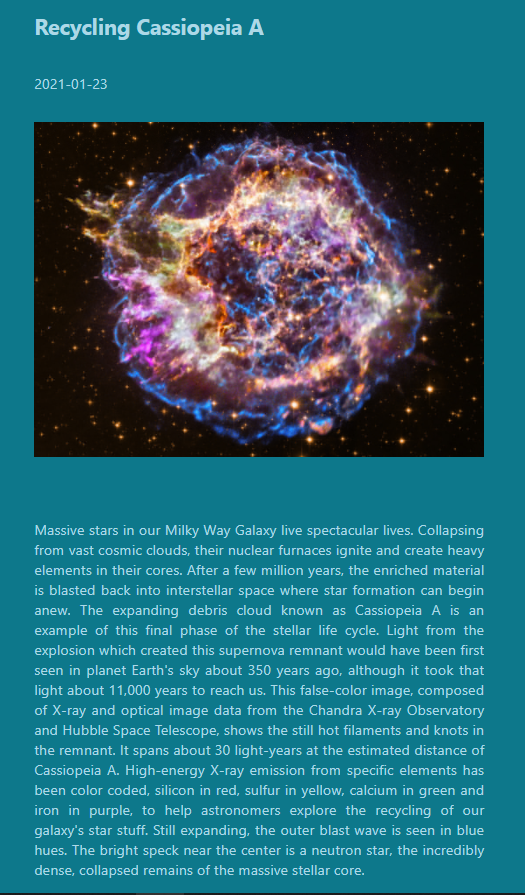 Recycling Cassiopeia A
2021-01-23
Massive stars in our Milky Way Galaxy live spectacular lives. Collapsing
from vast cosmic clouds, their nuclear furnaces ignite and create heavy
elements in their cores. After a few million years, the enriched material
is blasted back into interstellar space where star formation can begin
anew. The expanding debris cloud known as Cassiopeia A is an
example of this final phase of the stellar life cycle. Light from the
explosion which created this supernova remnant would have been first
seen in planet Earth's sky about 350 years ago, although it took that
light about 11,000 years to reach us. This false-color image, composed
of X-ray and optical image data from the Chandra X-ray Observatory
and Hubble Space Telescope, shows the still hot filaments and knots in
the remnant. It spans about 30 light-years at the estimated distance of
Cassiopeia A. High-energy X-ray emission from specific elements has
been color coded, silicon in red, sulfur in yellow, calcium in green and
iron in purple, to help astronomers explore the recycling of our
galaxy's star stuff. Still expanding, the outer blast wave is seen in blue
hues. The bright speck near the center is a neutron star, the incredibly
dense, collapsed remains of the massive stellar core.